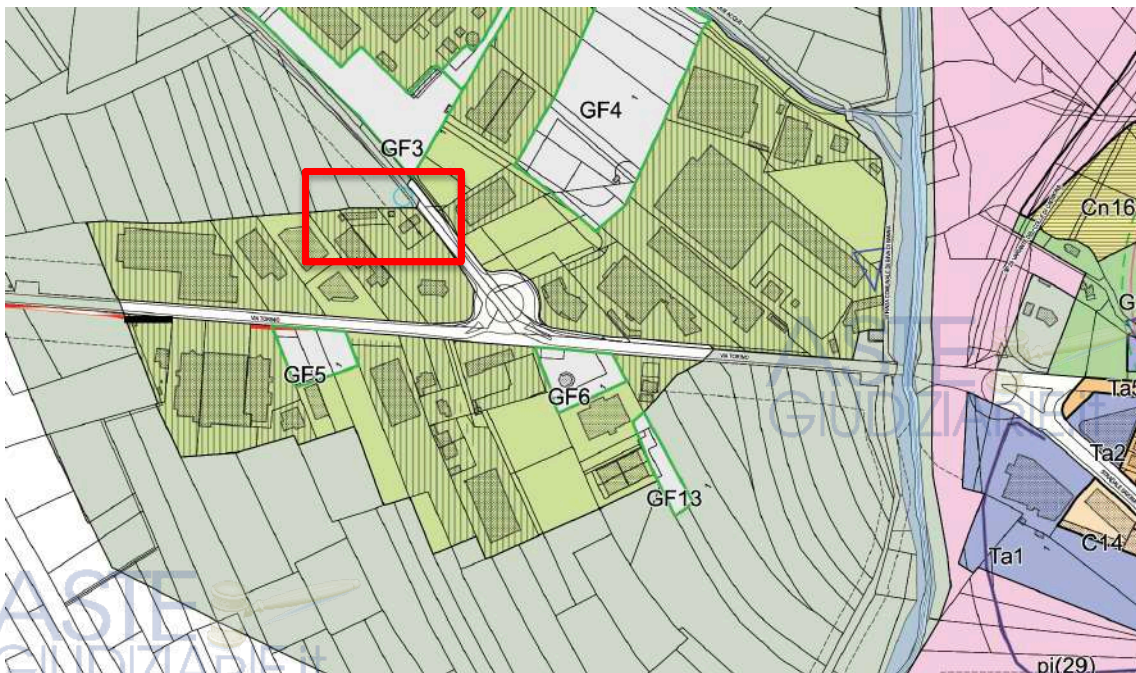 GF4
GF3
Cn16
VIA TORINO
GF5
VIA TORINO
GF6
G
Ta5
ASTE
GIUDIZIARIE.it
Ta2
GF13
Ta1
C14
ASTE
GIUDIZIARIE.it
pi(29)